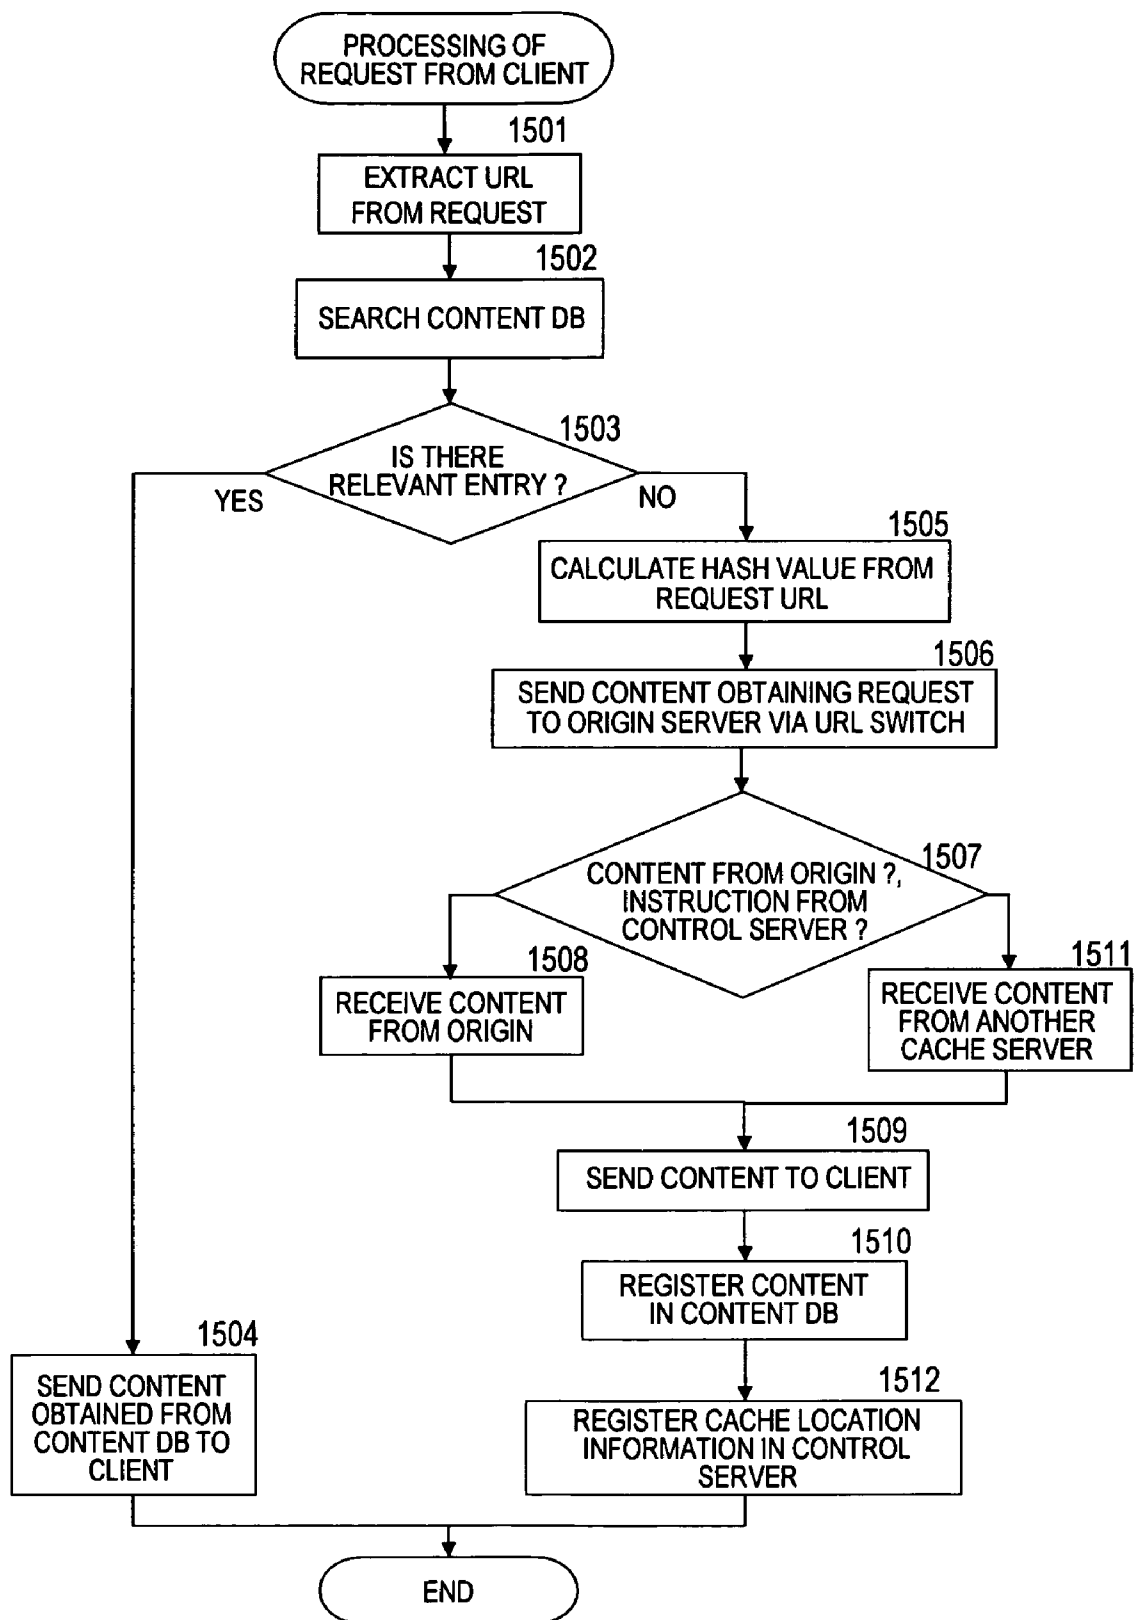 PROCESSING OF
REQUEST FROM CLIENT
1501
EXTRACT URL
FROM REQUEST
1502
SEARCH CONTENT DB
1503
IS THERE
RELEVANT ENTRY ?
YES
NO
1505
CALCULATE HASH VALUE FROM
REQUEST URL
1506
SEND CONTENT OBTAINING REQUEST
TO ORIGIN SERVER VIA URL SWITCH
1507
CONTENT FROM ORIGIN ?,
INSTRUCTION FROM
CONTROL SERVER ?
1508
RECEIVE CONTENT
FROM ORIGIN
1511
RECEIVE CONTENT
FROM ANOTHER
CACHE SERVER
1509
SEND CONTENT TO CLIENT
1510
REGISTER CONTENT
IN CONTENT DB
1504
SEND CONTENT
OBTAINED FROM
CONTENT DB TO
CLIENT
1512
REGISTER CACHE LOCATION
INFORMATION IN CONTROL
SERVER
END